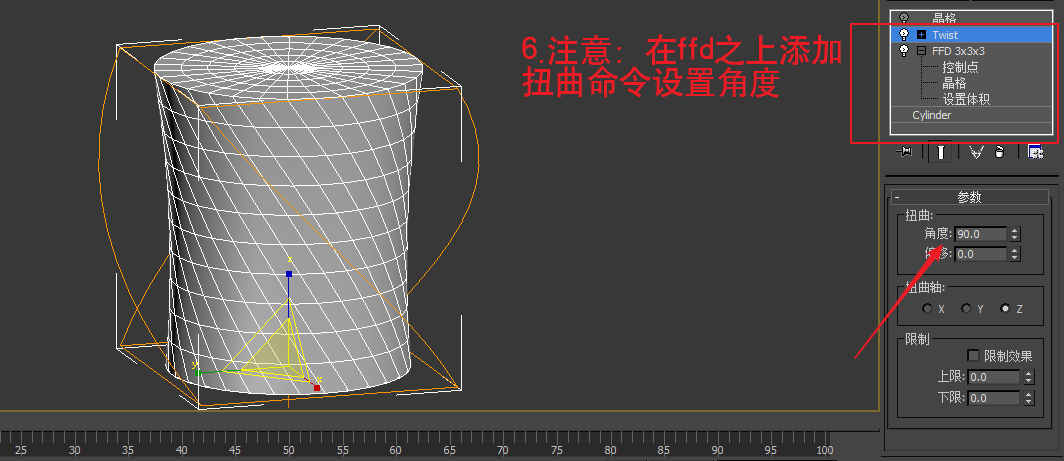 晶格
Twist
FFD 3x3x3
控制点
晶格
设置体积
Cylinder
6.注意：在ffd之上添加
扭曲命令设置角度
- 参数
扭曲:
角度: 90.0
偏移: 0.0
扭曲轴:
X Y Z
限制
限制效果
上限: 0.0
下限: 0.0
z
25 30 35 40 45 50 55 60 65 70 75 80 85 90 95 100